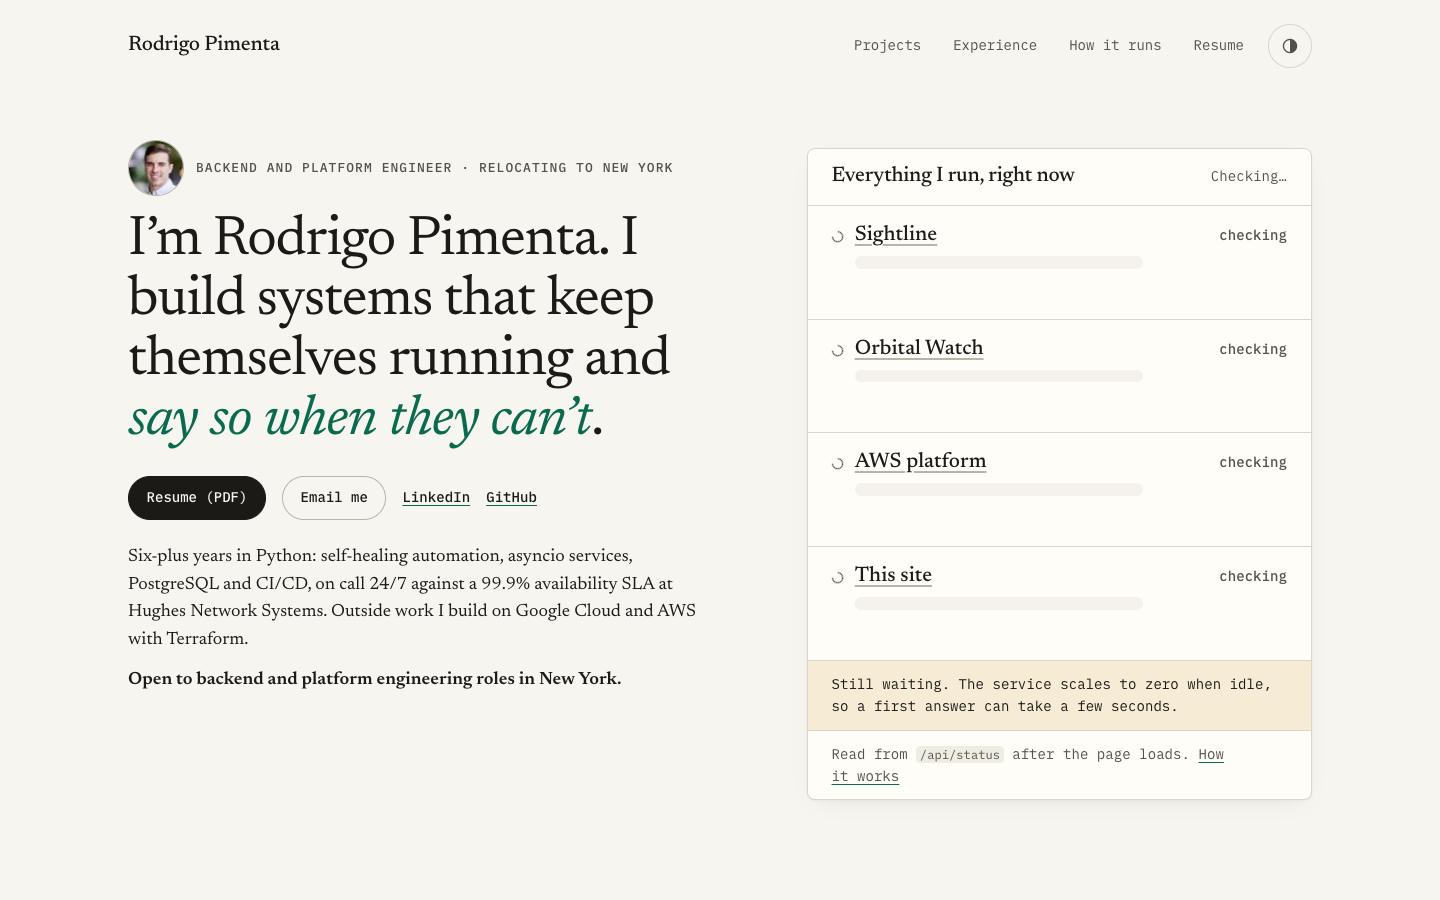 Rodrigo Pimenta
Projects
Experience
How it runs
Resume
BACKEND AND PLATFORM ENGINEER · RELOCATING TO NEW YORK
I’m Rodrigo Pimenta. I
build systems that keep
themselves running and
say so when they can’t.
Resume (PDF)
Email me
LinkedIn
GitHub
Six-plus years in Python: self-healing automation, asyncio services,
PostgreSQL and CI/CD, on call 24/7 against a 99.9% availability SLA at
Hughes Network Systems. Outside work I build on Google Cloud and AWS
with Terraform.
Open to backend and platform engineering roles in New York.
Everything I run, right now
Checking…
Sightline
checking
Orbital Watch
checking
AWS platform
checking
This site
checking
Still waiting. The service scales to zero when idle,
so a first answer can take a few seconds.
Read from /api/status after the page loads. How
it works